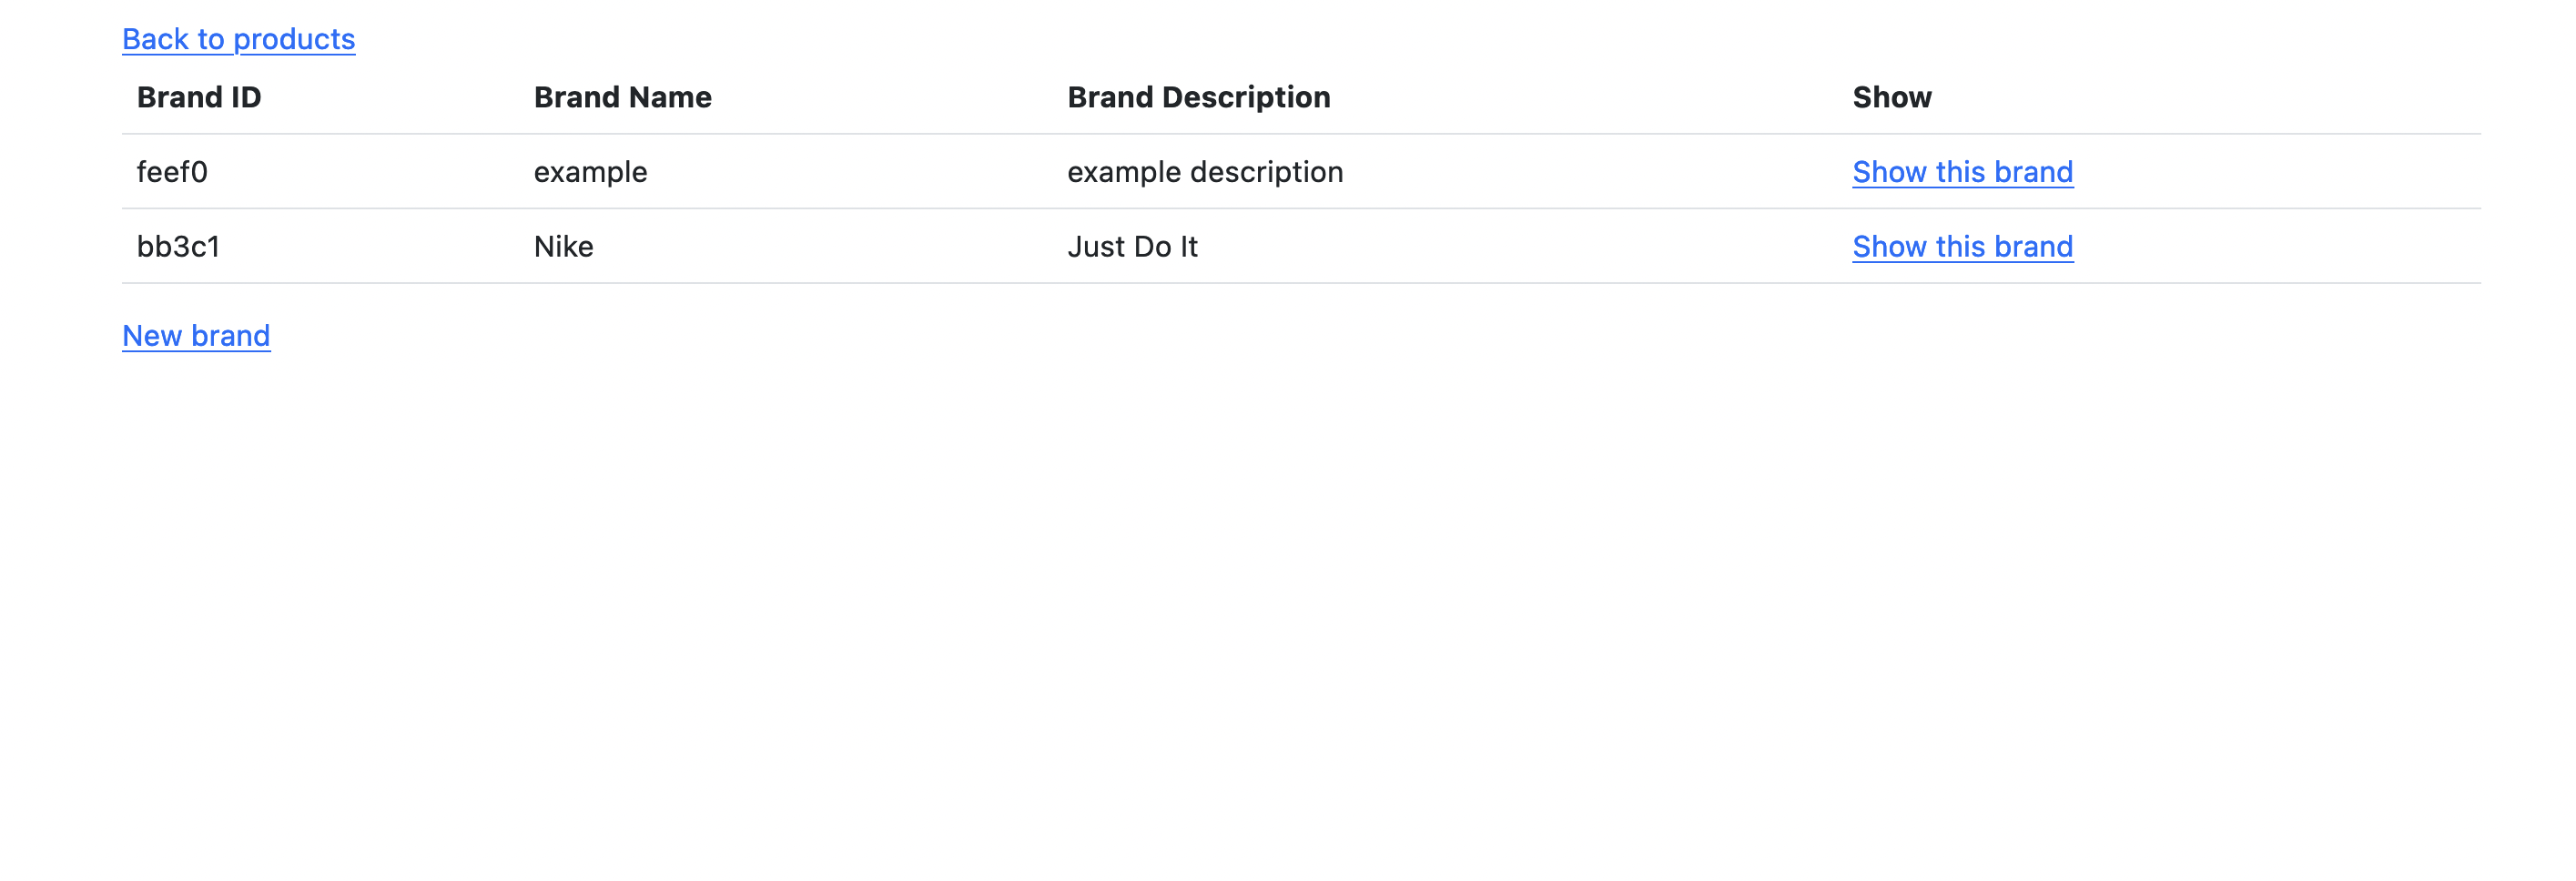 Back to products
Brand ID Brand Name Brand Description Show
feef0 example example description Show this brand
bb3c1 Nike Just Do It Show this brand
New brand